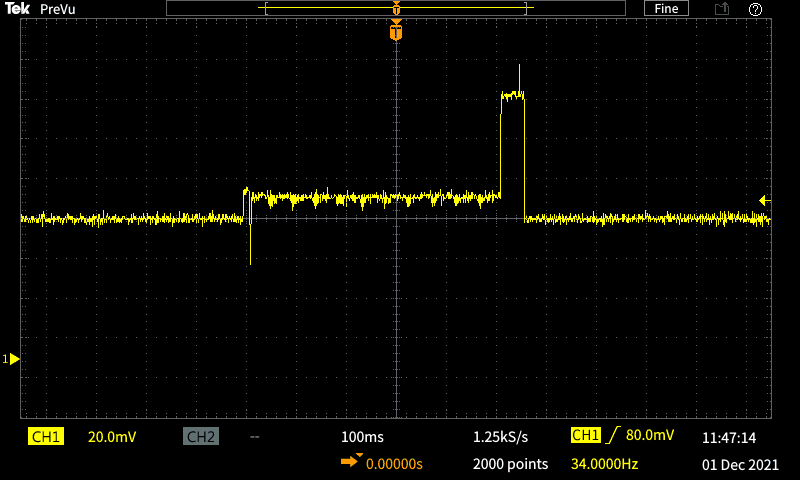 Tek PreVu T Fine ?
T
1
CH1 20.0mV CH2 -- 100ms 1.25kS/s CH1 80.0mV 11:47:14
0.00000s 2000 points 34.0000Hz 01 Dec 2021